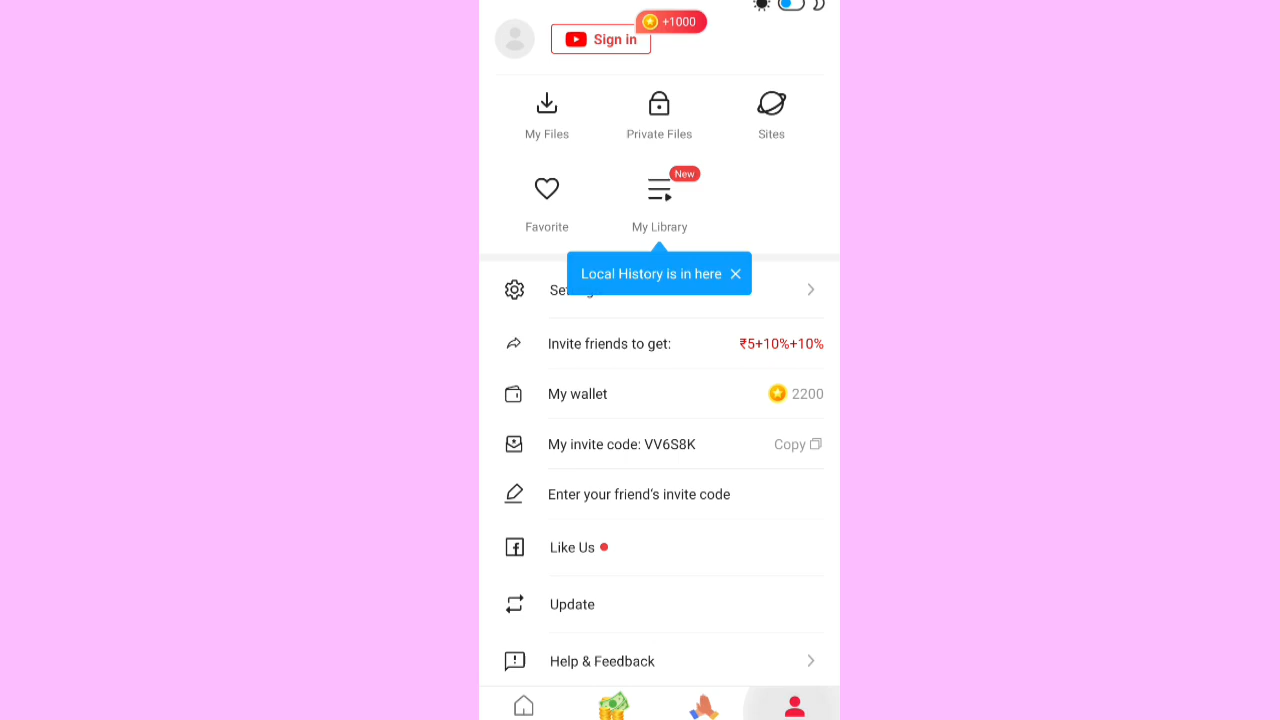 +1000
Sign in
My Files
Private Files
Sites
New
Favorite
My Library
Local History is in here
Invite friends to get:
₹5+10%+10%
My wallet
2200
My invite code: VV6S8K
Copy
Enter your friend's invite code
Like Us
Update
Help & Feedback